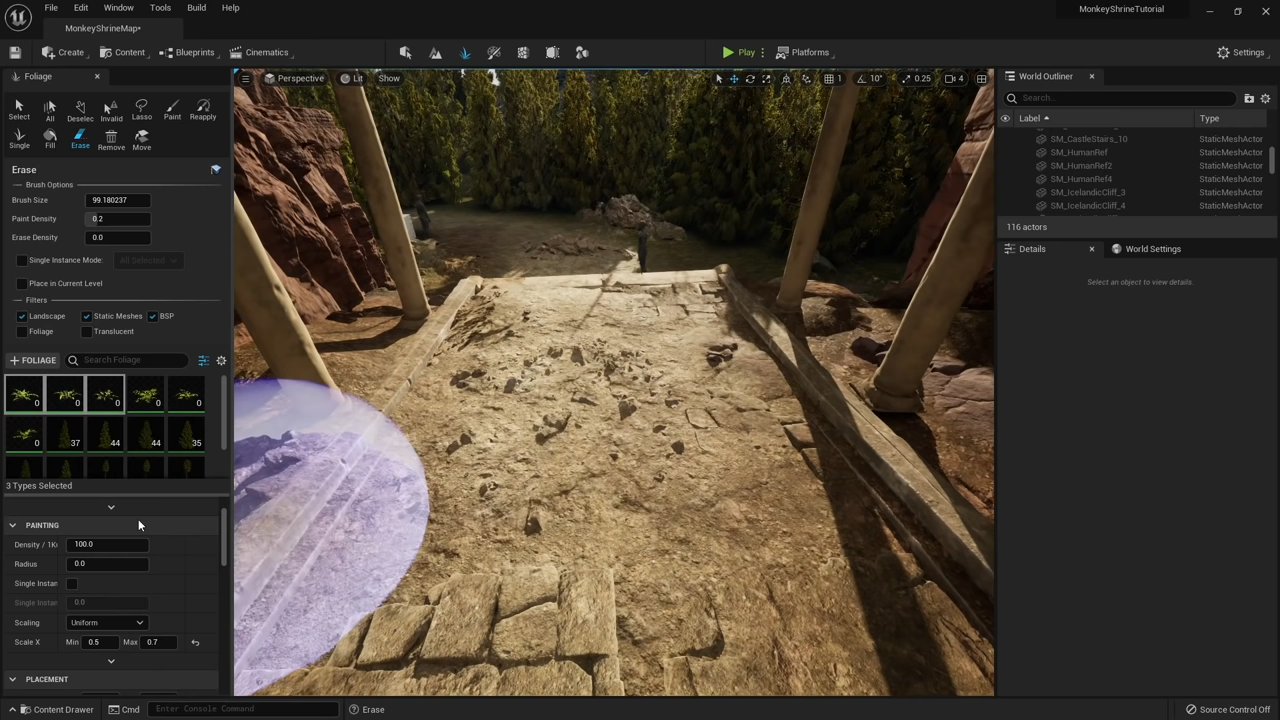 File Edit Window Tools Build Help
MonkeyShrineTutorial
MonkeyShrineMap*
Create Content Blueprints Cinematics Play Platforms Settings
Foliage
Perspective Lit Show 1 10° 0.25 4
World Outliner
Select All Deselec Invalid Lasso Paint Reapply
Search...
Label Type
Single Fill Erase Remove Move
SM_CastleStairs_10 StaticMeshActor
SM_HumanRef StaticMeshActor
SM_HumanRef2 StaticMeshActor
SM_HumanRef4 StaticMeshActor
SM_IcelandicCliff_3 StaticMeshActor
SM_IcelandicCliff_4 StaticMeshActor
116 actors
Details World Settings
Select an object to view details.
Erase
Brush Options
Brush Size 99.180237
Paint Density 0.2
Erase Density 0.0
Single Instance Mode: All Selected
Place in Current Level
Filters
Landscape Static Meshes BSP
Foliage Translucent
+ FOLIAGE Search Foliage
0 0 0 0 0
0 37 44 44 35
3 Types Selected
PAINTING
Density / 1K 100.0
Radius 0.0
Single Instan
Single Instan 0.0
Scaling Uniform
Scale X Min 0.5 Max 0.7
PLACEMENT
Content Drawer Cmd Enter Console Command Erase Source Control Off